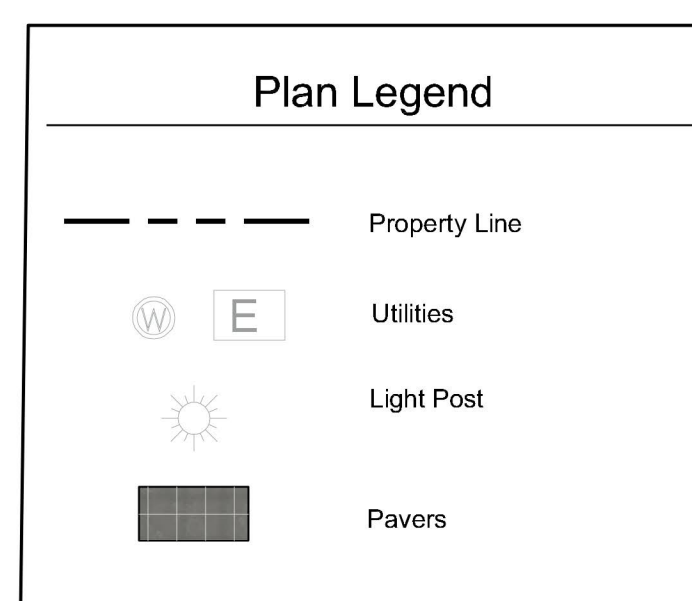 Plan Legend
Property Line
W E Utilities
Light Post
Pavers